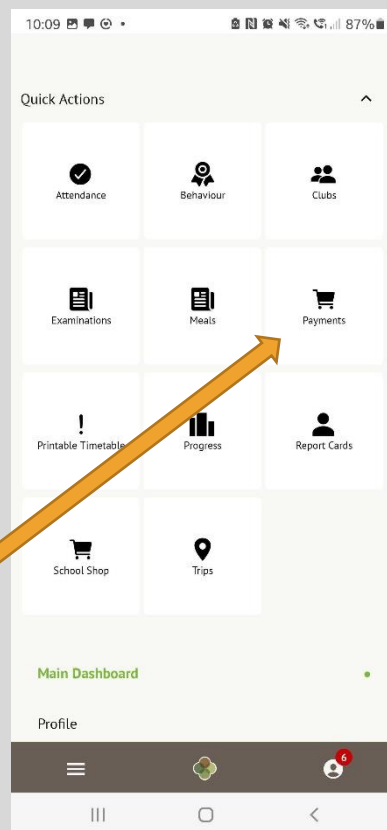 10:09 87%
Quick Actions
Attendance Behaviour Clubs
Examinations Meals Payments
Printable Timetable Progress Report Cards
School Shop Trips
Main Dashboard
Profile
6